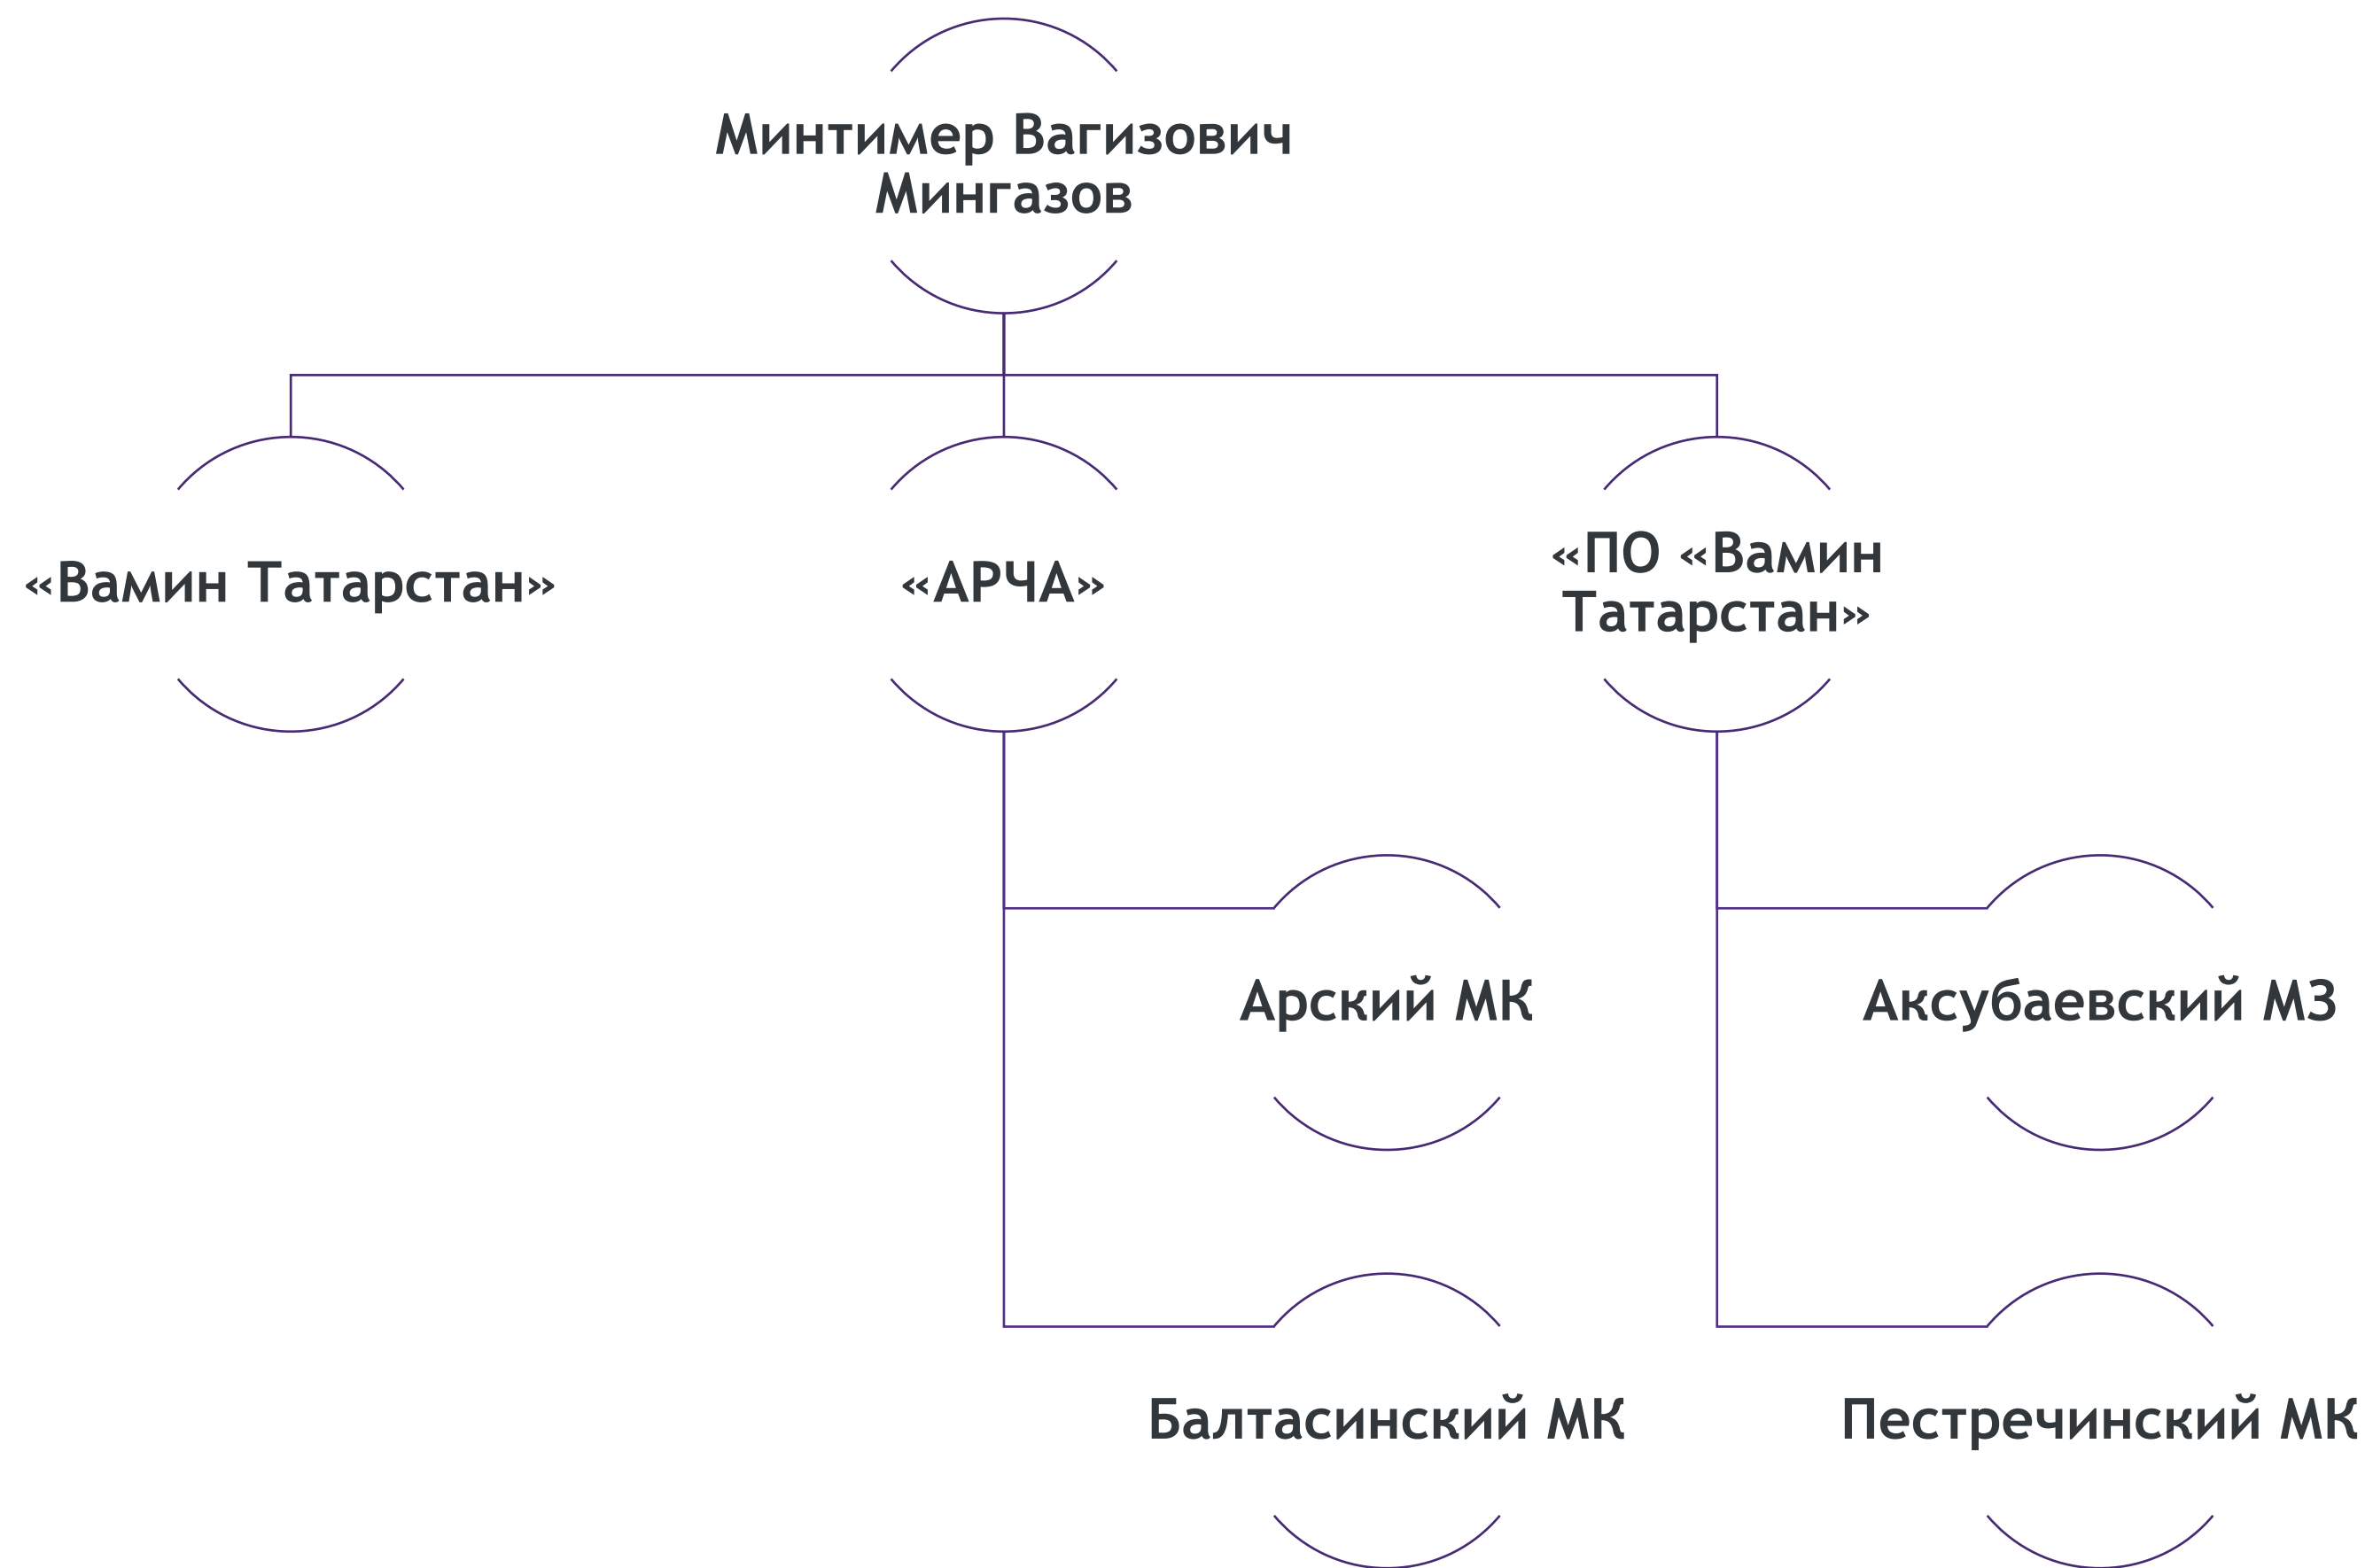 Минтимер Вагизович
Мингазов
«Вамин Татарстан»
«АРЧА»
«ПО «Вамин
Татарстан»
Арский МК
Аксубаевский МЗ
Балтасинский МК
Пестречинский МК